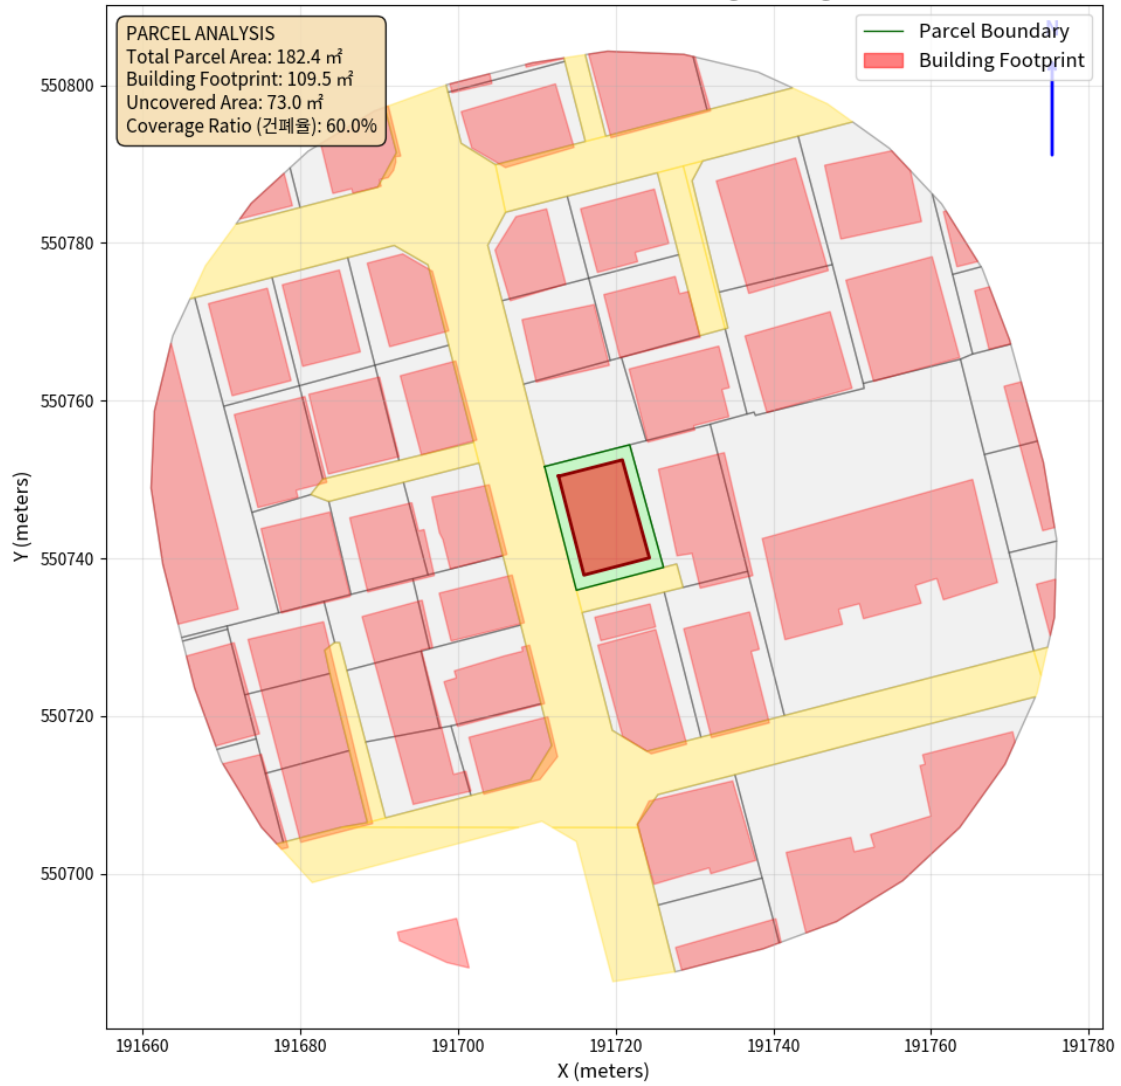 PARCEL ANALYSIS
Total Parcel Area: 182.4 ㎡
Building Footprint: 109.5 ㎡
Uncovered Area: 73.0 ㎡
Coverage Ratio (건폐율): 60.0%
N
Parcel Boundary
Building Footprint
550800
550780
550760
550740
550720
550700
Y (meters)
191660
191680
191700
191720
191740
191760
191780
X (meters)